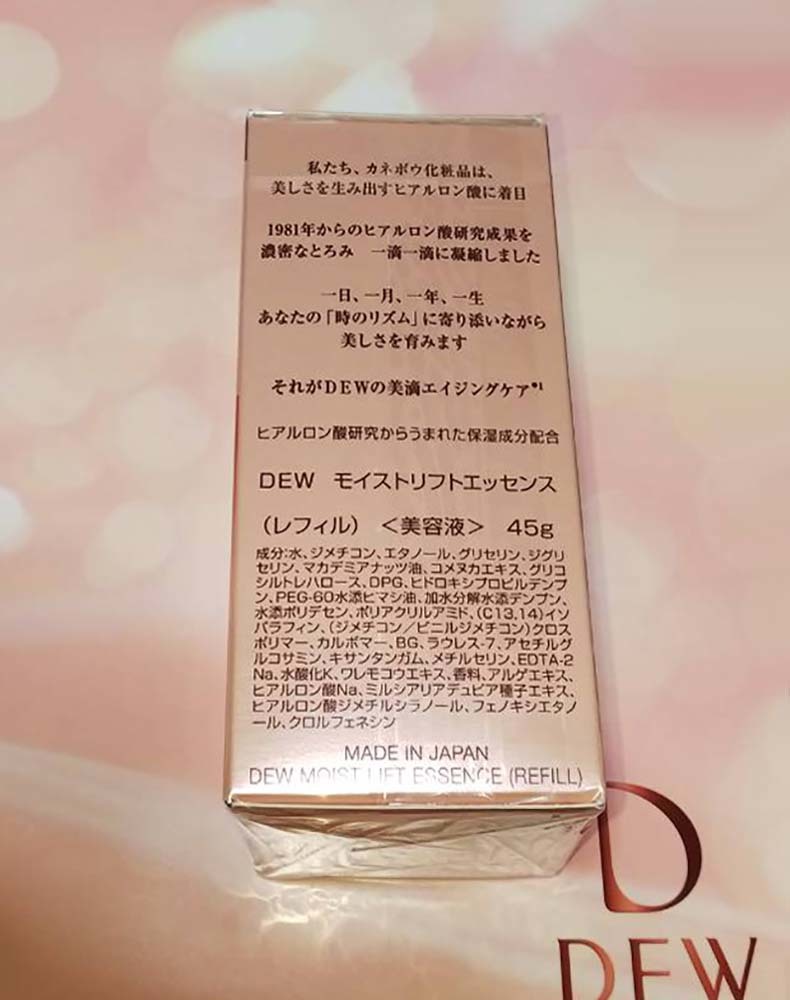 私たち、カネボウ化粧品は、
美しさを生み出すヒアルロン酸に着目
1981年からのヒアルロン酸研究成果を
濃密なとろみ　一滴一滴に凝縮しました
一日、一月、一年、一生
あなたの「時のリズム」に寄り添いながら
美しさを育みます
それがDEWの美滴エイジングケア*1
ヒアルロン酸研究からうまれた保湿成分配合
DEW　モイストリフトエッセンス
（レフィル）＜美容液＞　45g
成分:水、ジメチコン、エタノール、グリセリン、ジグリ
セリン、マカデミアナッツ油、コメヌカエキス、グリコ
シルトレハロース、DPG、ヒドロキシプロピルデンプ
ン、PEG-60水添ヒマシ油、加水分解水添デンプン、
水添ポリデセン、ポリアクリルアミド、(C13,14)イソ
パラフィン、(ジメチコン／ビニルジメチコン)クロス
ポリマー、カルボマー、BG、ラウレス-7、アセチルグ
ルコサミン、キサンタンガム、メチルセリン、EDTA-2
Na、水酸化K、ワレモコウエキス、香料、アルゲエキス、
ヒアルロン酸Na、ミルシアリアデュビア種子エキス、
ヒアルロン酸ジメチルシラノール、フェノキシエタノ
ール、クロルフェネシン
MADE IN JAPAN
DEW MOIST LIFT ESSENCE (REFILL)
D
DEW